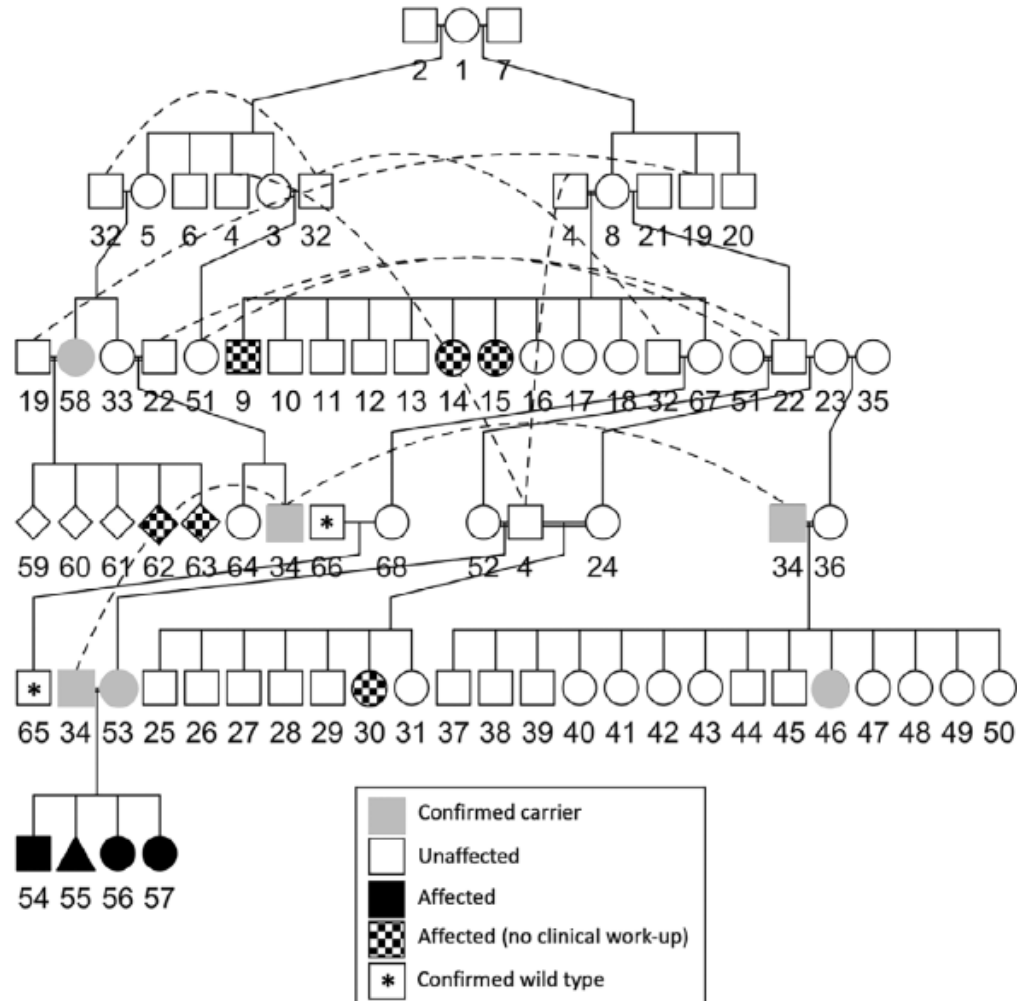 2 1 7
32 5 6 4 3 32 4 8 21 19 20
19 58 33 22 51 9 10 11 12 13 14 15 16 17 18 32 67 51 22 23 35
59 60 61 62 63 64 34 66 68 52 4 24 34 36
*
65 34 53 25 26 27 28 29 30 31 37 38 39 40 41 42 43 44 45 46 47 48 49 50
*
54 55 56 57
Confirmed carrier
Unaffected
Affected
Affected (no clinical work-up)
* Confirmed wild type